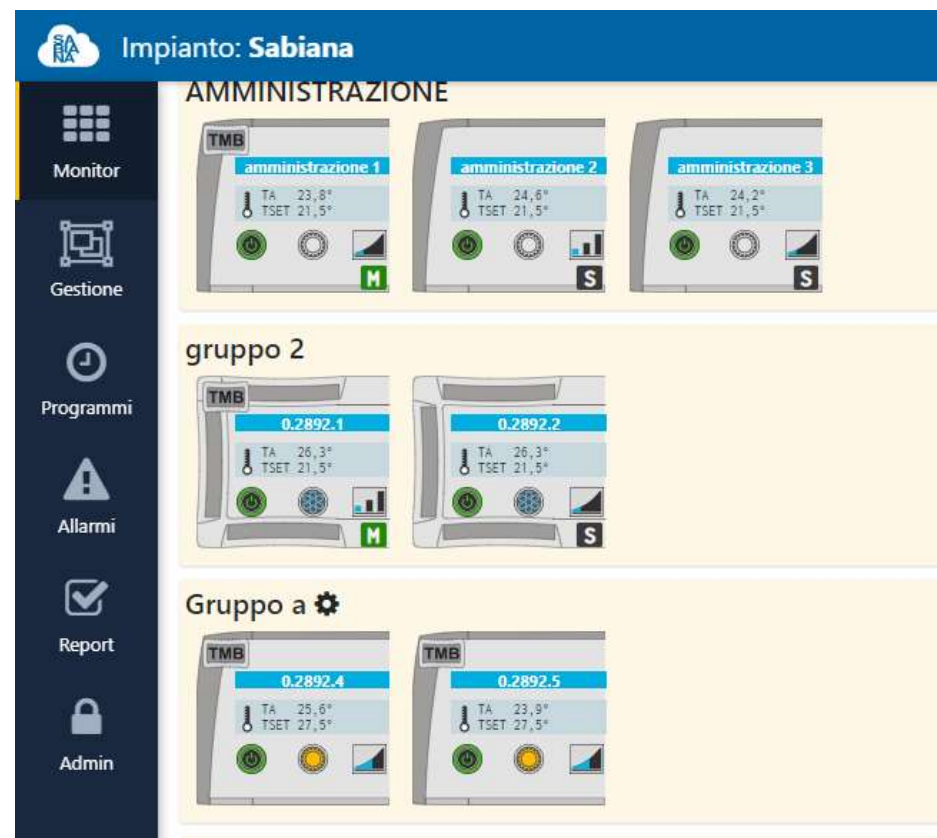 SABIANA
Impianto: Sabiana
Monitor
Gestione
Programmi
Allarmi
Report
Admin
AMMINISTRAZIONE
TMB
amministrazione 1
TA 23,8°
TSET 21,5°
M
amministrazione 2
TA 24,6°
TSET 21,5°
S
amministrazione 3
TA 24,2°
TSET 21,5°
S
gruppo 2
TMB
0.2892.1
TA 26,3°
TSET 21,5°
M
0.2892.2
TA 26,3°
TSET 21,5°
S
Gruppo a
TMB
0.2892.4
TA 25,6°
TSET 27,5°
TMB
0.2892.5
TA 23,9°
TSET 27,5°